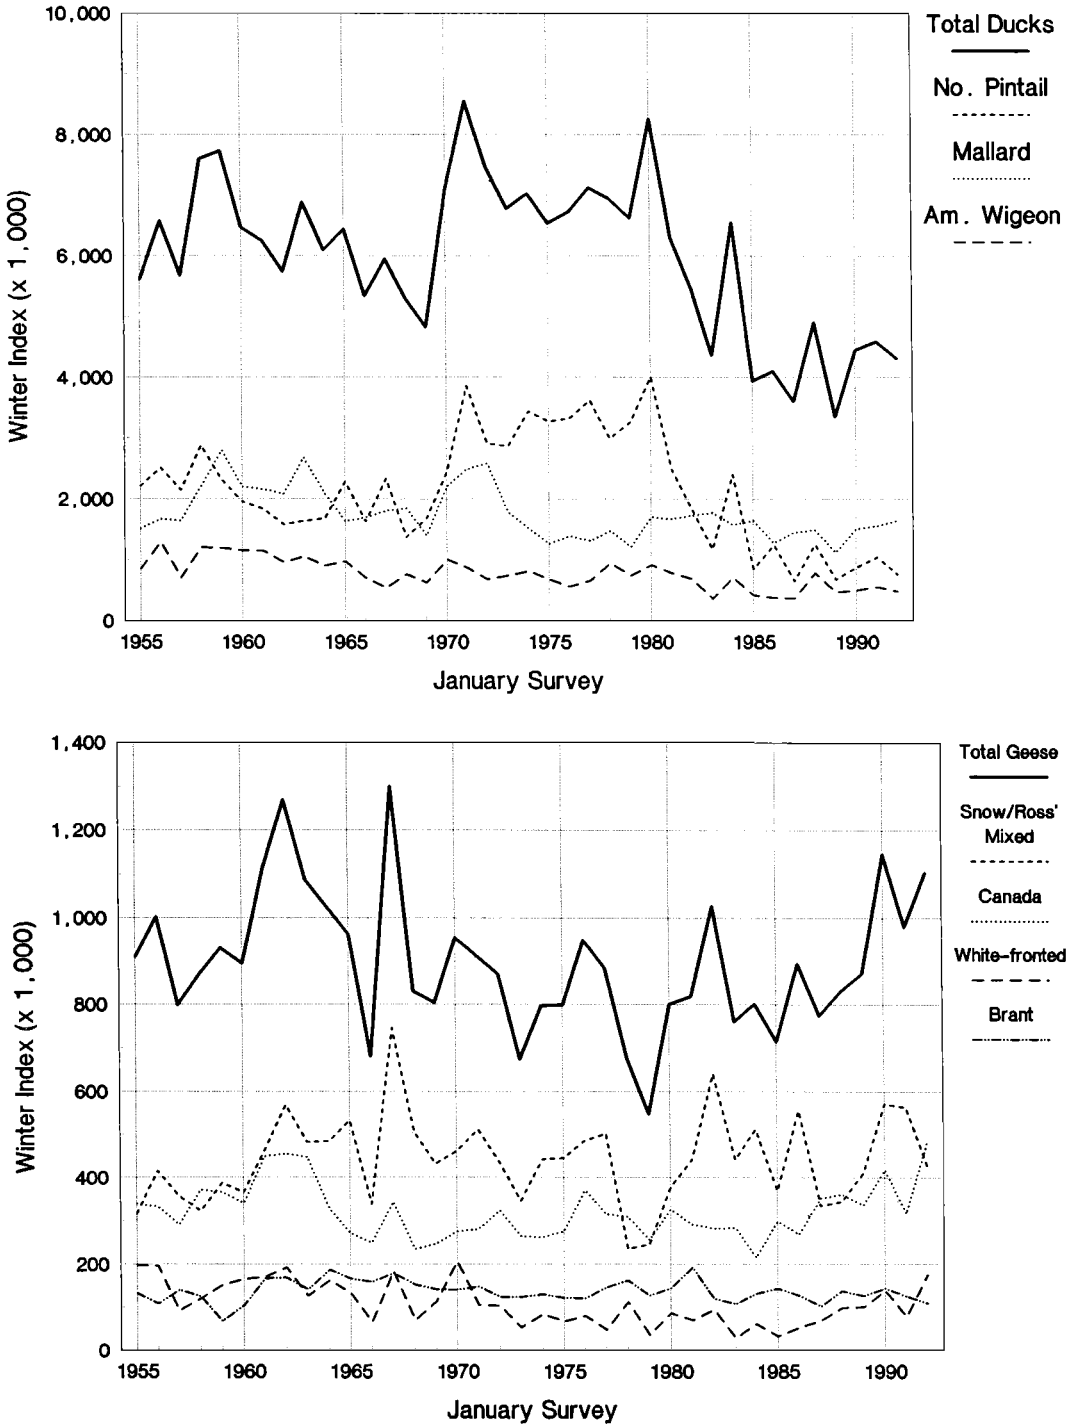 10,000
8,000
6,000
4,000
2,000
0
Winter Index (x 1,000)
1955 1960 1965 1970 1975 1980 1985 1990
January Survey
Total Ducks
No. Pintail
Mallard
Am. Wigeon
1,400
1,200
1,000
800
600
400
200
0
Winter Index (x 1,000)
1955 1960 1965 1970 1975 1980 1985 1990
January Survey
Total Geese
Snow/Ross'
Mixed
Canada
White-fronted
Brant